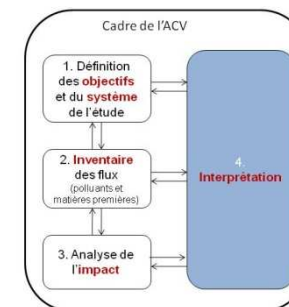 Cadre de l'ACV
1. Définition
des objectifs
et du système
de l'étude
2. Inventaire
des flux
(polluants et
matières premières)
3. Analyse de
l'impact
4.
Interprétation